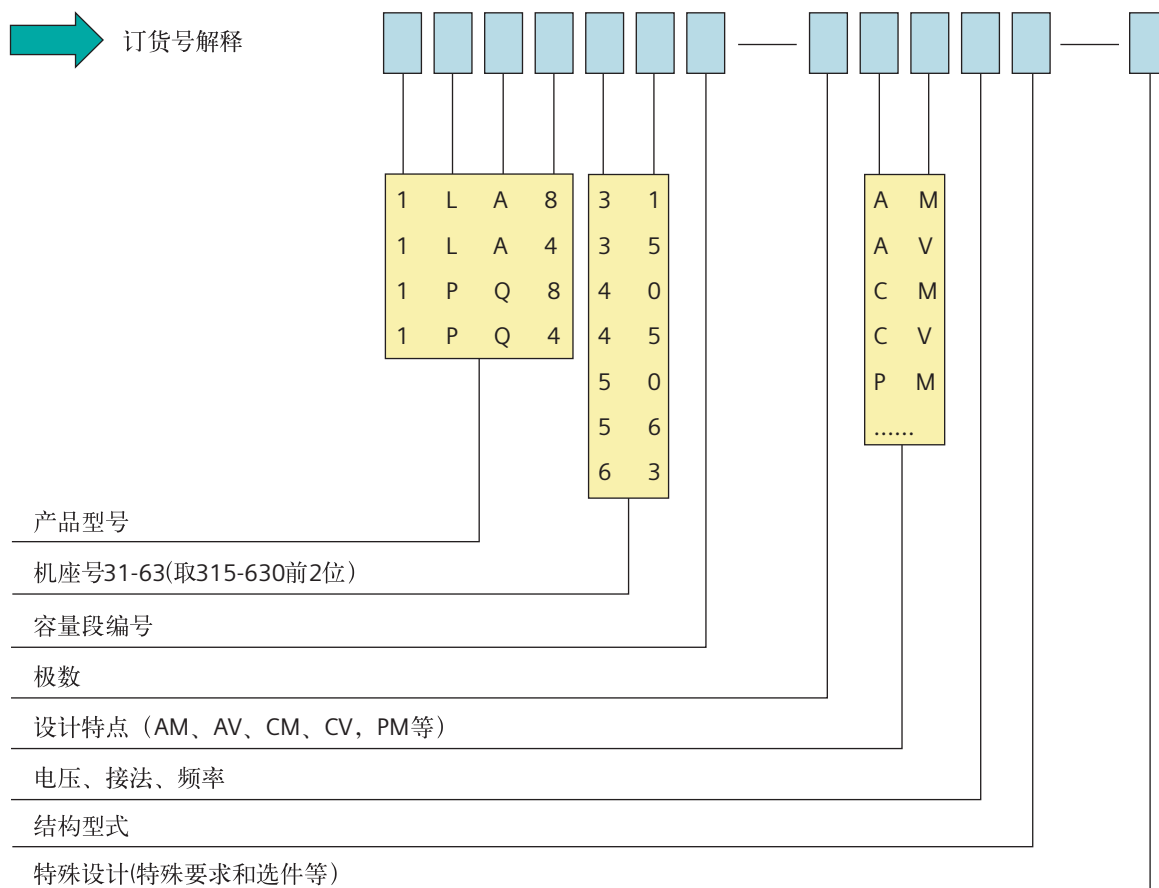 订货号解释
1 L A 8 3 1 A M
1 L A 4 3 5 A V
1 P Q 8 4 0 C M
1 P Q 4 4 5 C V
5 0 P M
5 6 ......
6 3
产品型号
机座号31-63(取315-630前2位）
容量段编号
极数
设计特点（AM、AV、CM、CV，PM等）
电压、接法、频率
结构型式
特殊设计(特殊要求和选件等）